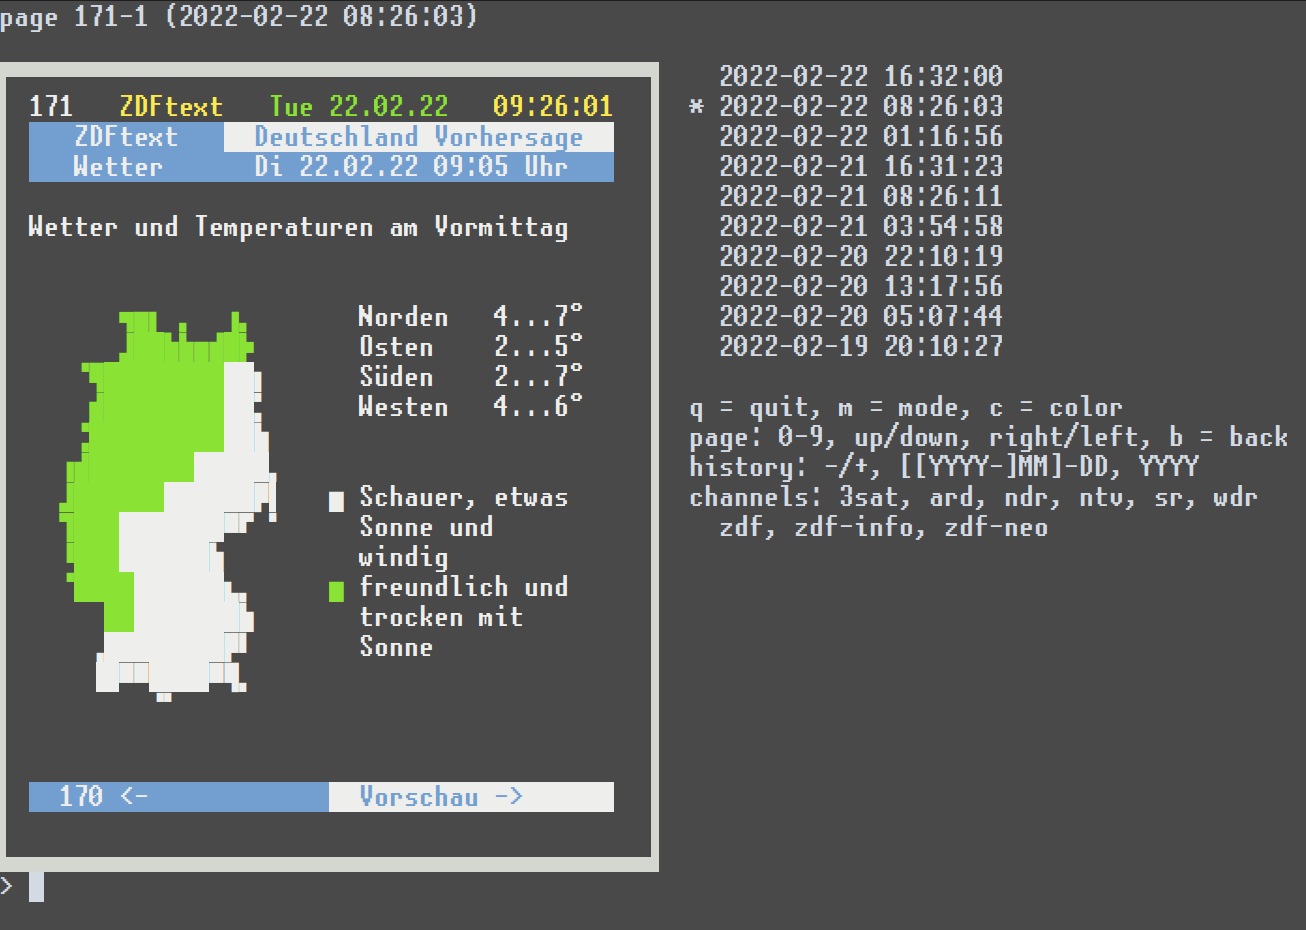 page 171-1 (2022-02-22 08:26:03)
171 ZDFtext Tue 22.02.22 09:26:01
ZDFtext Deutschland Vorhersage
Wetter Di 22.02.22 09:05 Uhr
Wetter und Temperaturen am Vormittag
Norden 4...7°
Osten 2...5°
Süden 2...7°
Westen 4...6°
Schauer, etwas
Sonne und
windig
freundlich und
trocken mit
Sonne
170 <-
Vorschau ->
2022-02-22 16:32:00
* 2022-02-22 08:26:03
2022-02-22 01:16:56
2022-02-21 16:31:23
2022-02-21 08:26:11
2022-02-21 03:54:58
2022-02-20 22:10:19
2022-02-20 13:17:56
2022-02-20 05:07:44
2022-02-19 20:10:27
q = quit, m = mode, c = color
page: 0-9, up/down, right/left, b = back
history: -/+, [[YYYY-]MM]-DD, YYYY
channels: 3sat, ard, ndr, ntv, sr, wdr
zdf, zdf-info, zdf-neo
>